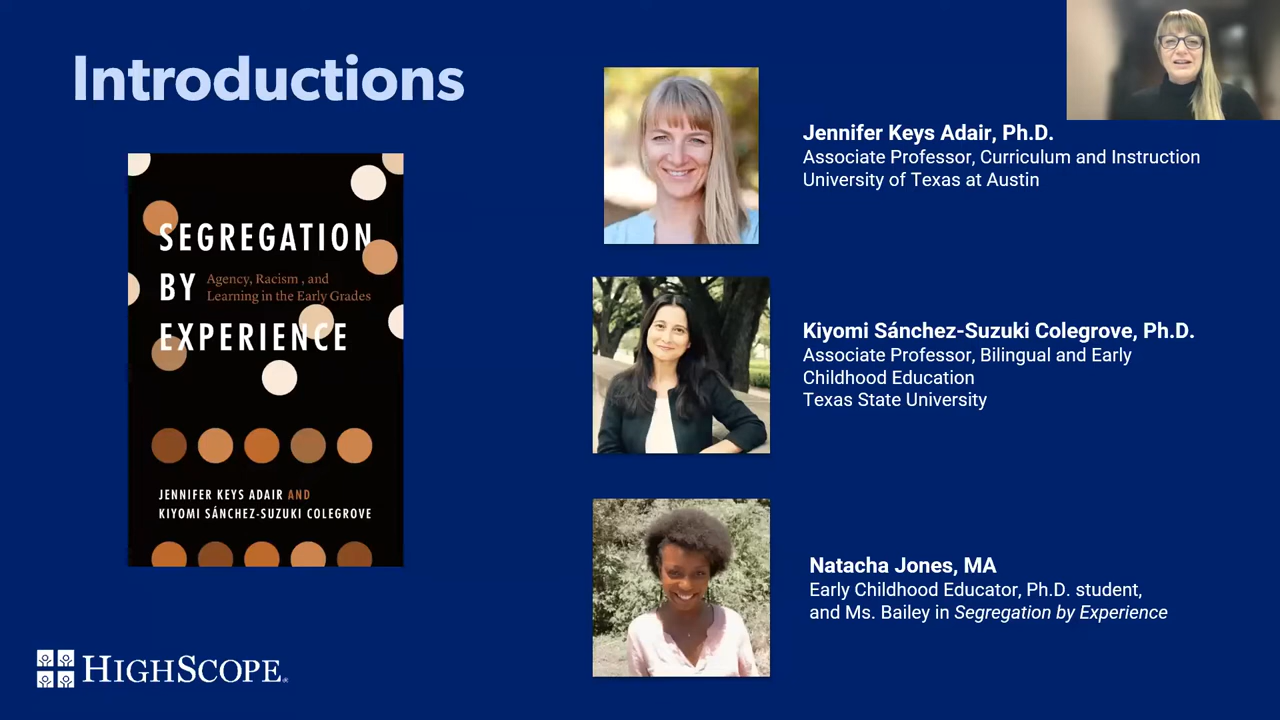 Introductions
SEGREGATION
BY
Agency, Racism , and
Learning in the Early Grades
EXPERIENCE
JENNIFER KEYS ADAIR AND
KIYOMI SÁNCHEZ-SUZUKI COLEGROVE
HIGHSCOPE®
Jennifer Keys Adair, Ph.D.
Associate Professor, Curriculum and Instruction
University of Texas at Austin
Kiyomi Sánchez-Suzuki Colegrove, Ph.D.
Associate Professor, Bilingual and Early
Childhood Education
Texas State University
Natacha Jones, MA
Early Childhood Educator, Ph.D. student,
and Ms. Bailey in Segregation by Experience